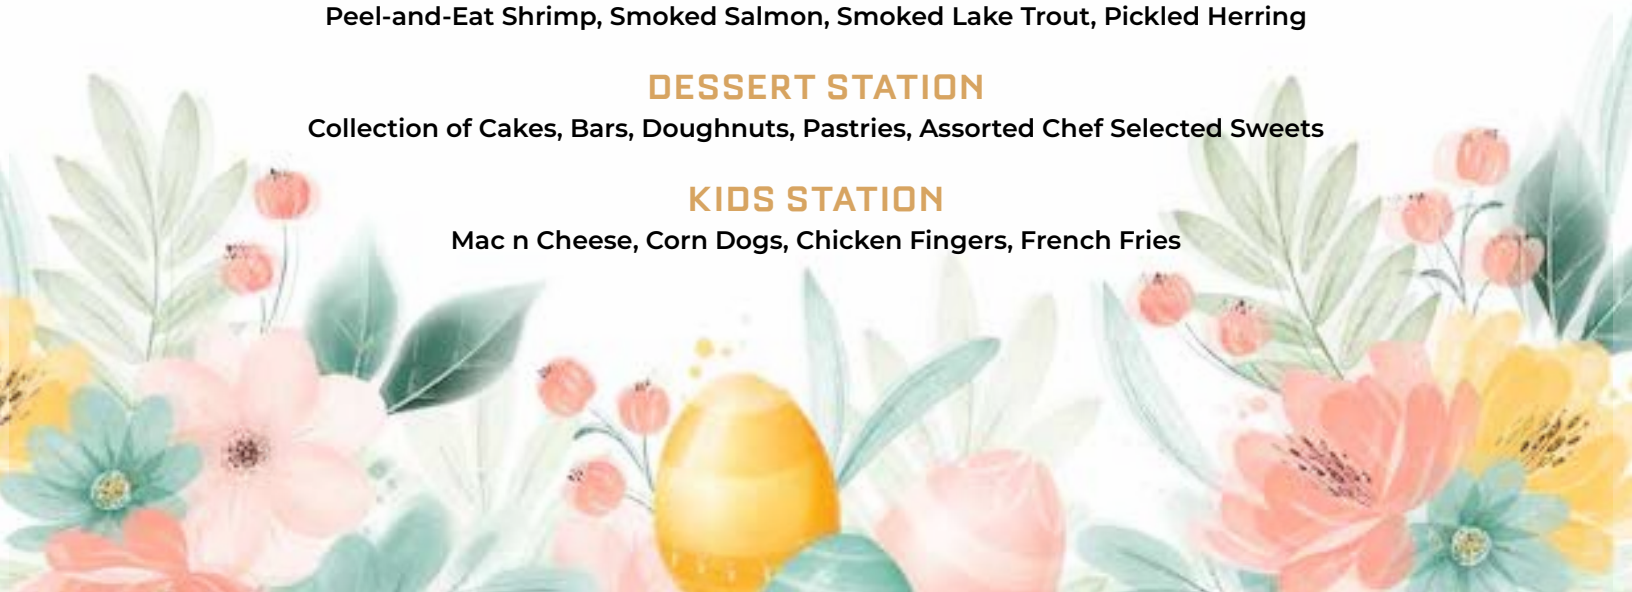 Peel-and-Eat Shrimp, Smoked Salmon, Smoked Lake Trout, Pickled Herring
DESSERT STATION
Collection of Cakes, Bars, Doughnuts, Pastries, Assorted Chef Selected Sweets
KIDS STATION
Mac n Cheese, Corn Dogs, Chicken Fingers, French Fries